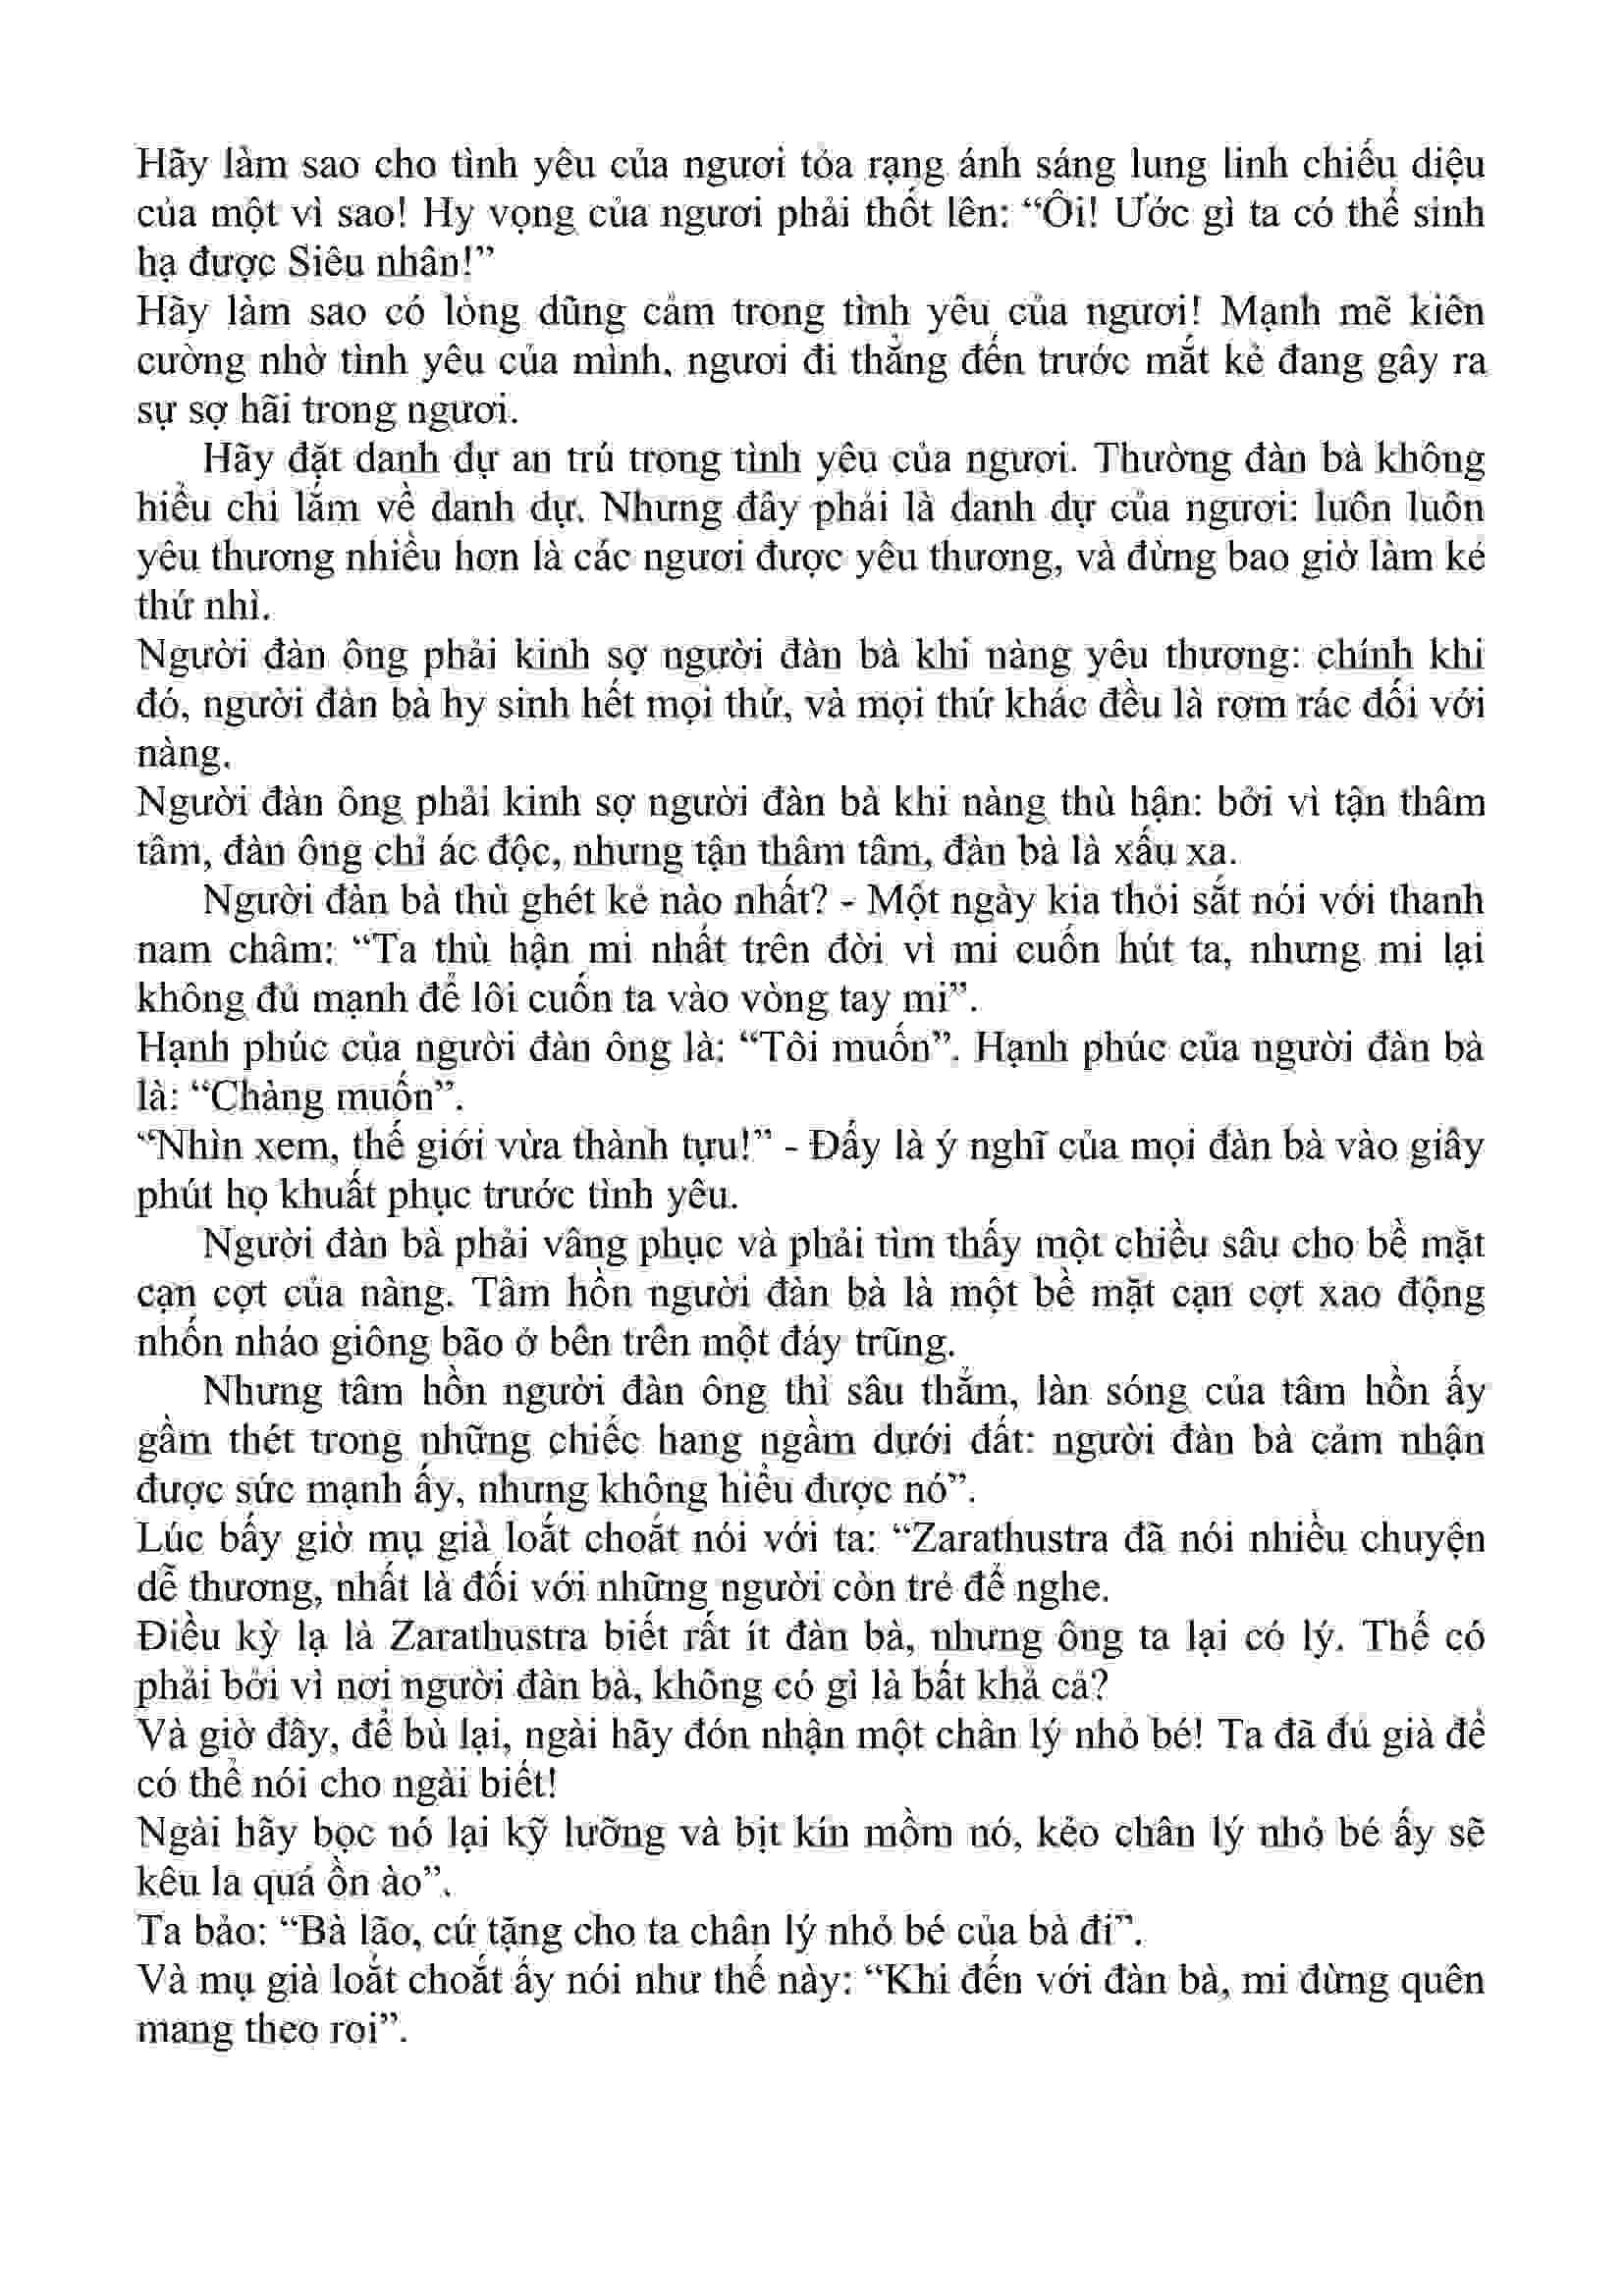 Hãy làm sao cho tình yêu của ngươi tỏa rạng ánh sáng lung linh chiếu diệu
của một vì sao! Hy vọng của ngươi phải thốt lên: “Ôi! Ước gì ta có thể sinh
hạ được Siêu nhân!”
Hãy làm sao có lòng dũng cảm trong tình yêu của ngươi! Mạnh mẽ kiên
cường nhờ tình yêu của mình, ngươi đi thẳng đến trước mắt kẻ đang gây ra
sự sợ hãi trong ngươi.
Hãy đặt danh dự an trú trong tình yêu của ngươi. Thường đàn bà không
hiểu chi lắm về danh dự. Nhưng đây phải là danh dự của ngươi: luôn luôn
yêu thương nhiều hơn là các ngươi được yêu thương, và đừng bao giờ làm kẻ
thứ nhì.
Người đàn ông phải kinh sợ người đàn bà khi nàng yêu thương: chính khi
đó, người đàn bà hy sinh hết mọi thứ, và mọi thứ khác đều là rơm rác đối với
nàng.
Người đàn ông phải kinh sợ người đàn bà khi nàng thù hận: bởi vì tận thâm
tâm, đàn ông chỉ ác độc, nhưng tận thâm tâm, đàn bà là xấu xa.
Người đàn bà thù ghét kẻ nào nhất? - Một ngày kia thỏi sắt nói với thanh
nam châm: “Ta thù hận mi nhất trên đời vì mi cuốn hút ta, nhưng mi lại
không đủ mạnh để lôi cuốn ta vào vòng tay mi”.
Hạnh phúc của người đàn ông là: “Tôi muốn”. Hạnh phúc của người đàn bà
là: “Chàng muốn”.
“Nhìn xem, thế giới vừa thành tựu!” - Đấy là ý nghĩ của mọi đàn bà vào giây
phút họ khuất phục trước tình yêu.
Người đàn bà phải vâng phục và phải tìm thấy một chiều sâu cho bề mặt
cạn cợt của nàng. Tâm hồn người đàn bà là một bề mặt cạn cợt xao động
nhốn nháo giông bão ở bên trên một đáy trũng.
Nhưng tâm hồn người đàn ông thì sâu thẳm, làn sóng của tâm hồn ấy
gầm thét trong những chiếc hang ngầm dưới đất: người đàn bà cảm nhận
được sức mạnh ấy, nhưng không hiểu được nó”.
Lúc bấy giờ mụ già loắt choắt nói với ta: “Zarathustra đã nói nhiều chuyện
dễ thương, nhất là đối với những người còn trẻ để nghe.
Điều kỳ lạ là Zarathustra biết rất ít đàn bà, nhưng ông ta lại có lý. Thế có
phải bởi vì nơi người đàn bà, không có gì là bất khả cả?
Và giờ đây, để bù lại, ngài hãy đón nhận một chân lý nhỏ bé! Ta đã đủ già để
có thể nói cho ngài biết!
Ngài hãy bọc nó lại kỹ lưỡng và bịt kín mồm nó, kẻo chân lý nhỏ bé ấy sẽ
kêu la quá ồn ào”.
Ta bảo: “Bà lão, cứ tặng cho ta chân lý nhỏ bé của bà đi”.
Và mụ già loắt choắt ấy nói như thế này: “Khi đến với đàn bà, mi đừng quên
mang theo roi”.